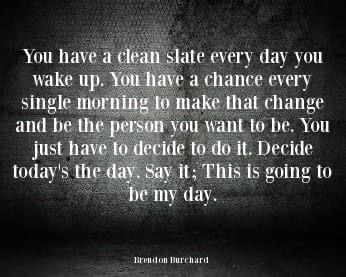 You have a clean slate every day you
wake up. You have a chance every
single morning to make that change
and be the person you want to be. You
just have to decide to do it. Decide
today's the day. Say it; This is going to
be my day.
Brendon Burchard